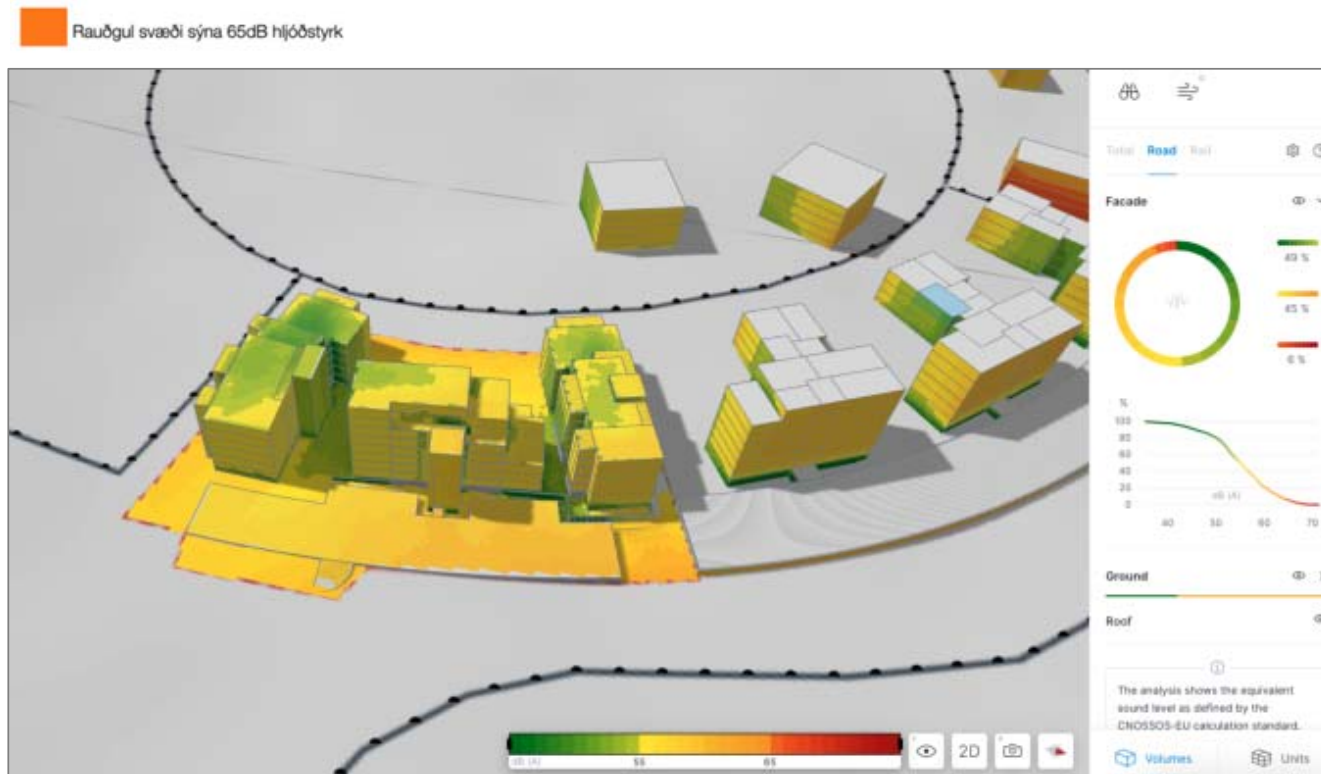 Rauðgul svæði sýna 65dB hljóðstyrk
Total Road Rail
Facade
49 %
45 %
6 %
%
100
80
60
40
20
0
dB (A)
40 50 60 70
Ground
Roof
The analysis shows the equivalent
sound level as defined by the
CNOSSOS-EU calculation standard.
dB (A) 55 65
2D
Volumes Units